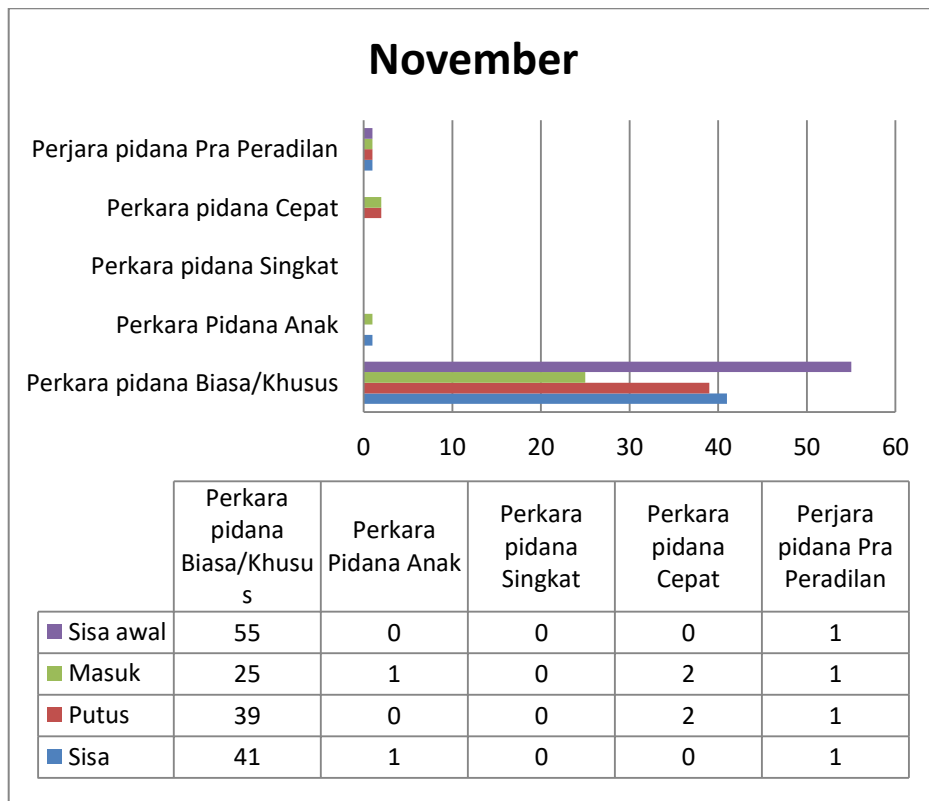 November
Perjara pidana Pra Peradilan
Perkara pidana Cepat
Perkara pidana Singkat
Perkara Pidana Anak
Perkara pidana Biasa/Khusus
0 10 20 30 40 50 60
Perkara
pidana
Biasa/Khusu
s
Perkara
Pidana Anak
Perkara
pidana
Singkat
Perkara
pidana
Cepat
Perjara
pidana Pra
Peradilan
Sisa awal 55 0 0 0 1
Masuk 25 1 0 2 1
Putus 39 0 0 2 1
Sisa 41 1 0 0 1